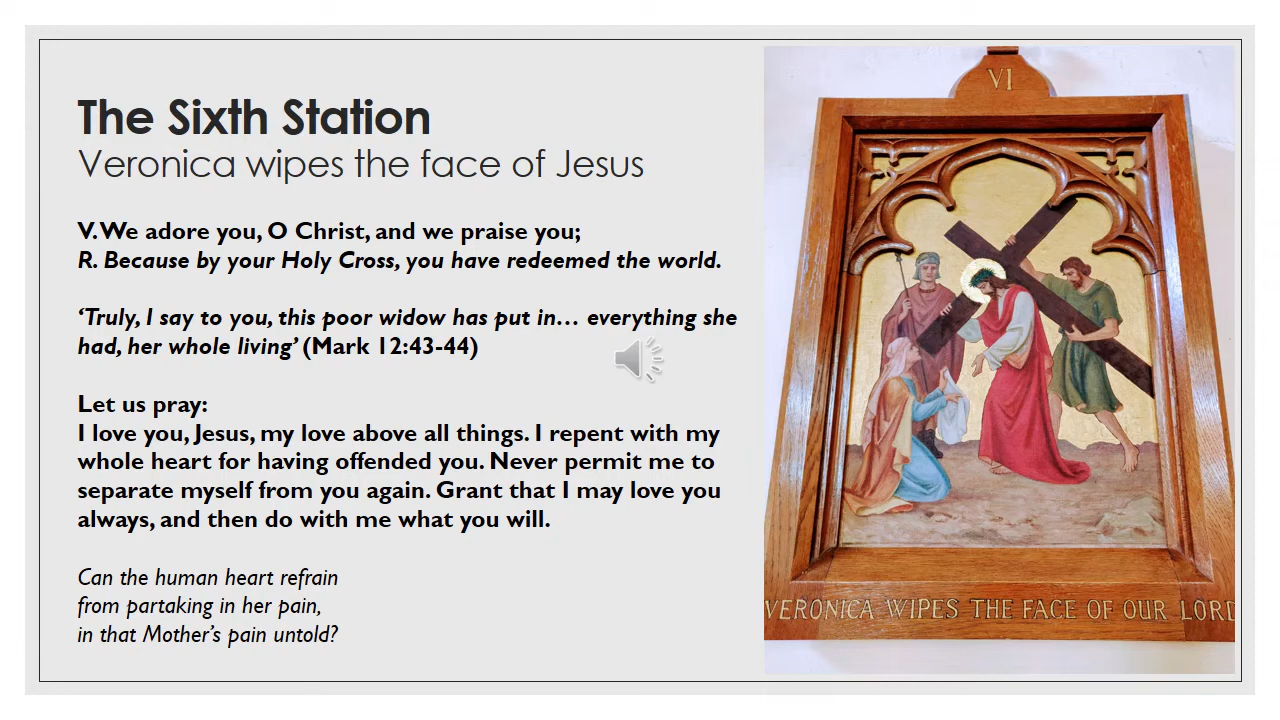 The Sixth Station
Veronica wipes the face of Jesus
V. We adore you, O Christ, and we praise you;
R. Because by your Holy Cross, you have redeemed the world.
‘Truly, I say to you, this poor widow has put in… everything she
had, her whole living’ (Mark 12:43-44)
Let us pray:
I love you, Jesus, my love above all things. I repent with my
whole heart for having offended you. Never permit me to
separate myself from you again. Grant that I may love you
always, and then do with me what you will.
Can the human heart refrain
from partaking in her pain,
in that Mother’s pain untold?
VI
VERONICA WIPES THE FACE OF OUR LORD